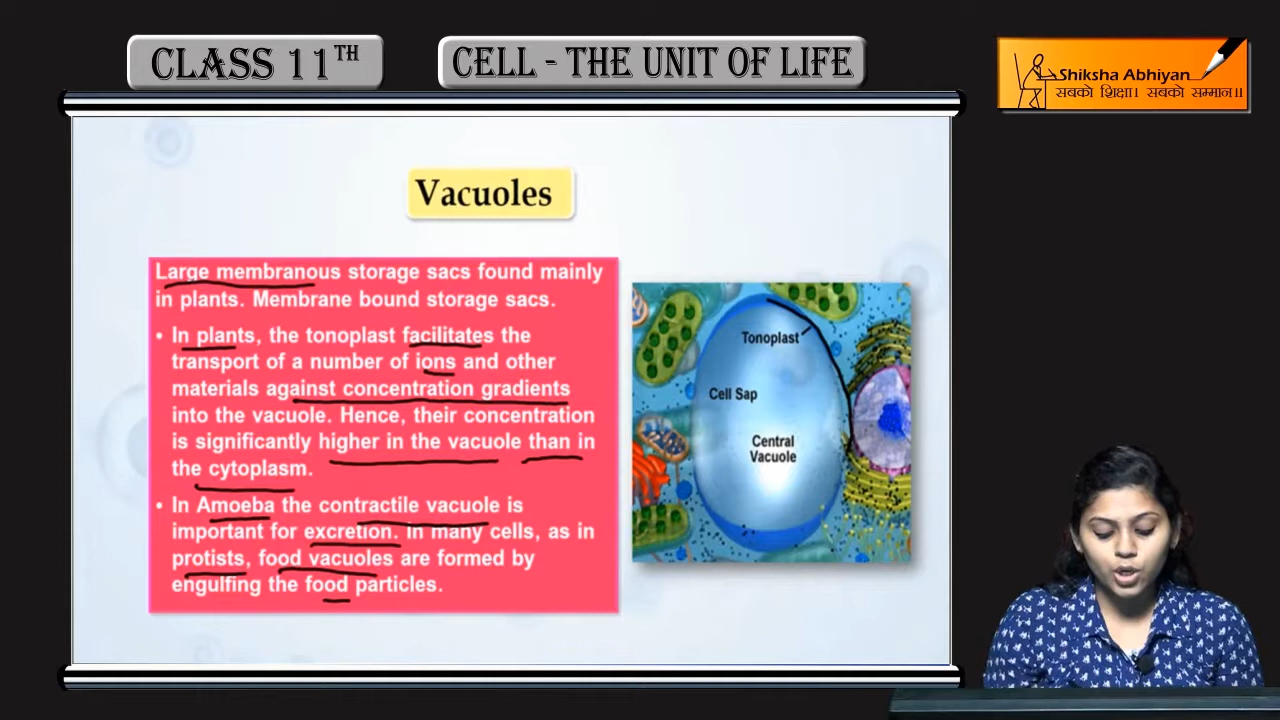 CLASS 11TH
CELL - THE UNIT OF LIFE
Shiksha Abhiyan
सबको शिक्षा। सबको सम्मान॥
Vacuoles
Large membranous storage sacs found mainly
in plants. Membrane bound storage sacs.
• In plants, the tonoplast facilitates the
transport of a number of ions and other
materials against concentration gradients
into the vacuole. Hence, their concentration
is significantly higher in the vacuole than in
the cytoplasm.
• In Amoeba the contractile vacuole is
important for excretion. In many cells, as in
protists, food vacuoles are formed by
engulfing the food particles.
Tonoplast
Cell Sap
Central
Vacuole